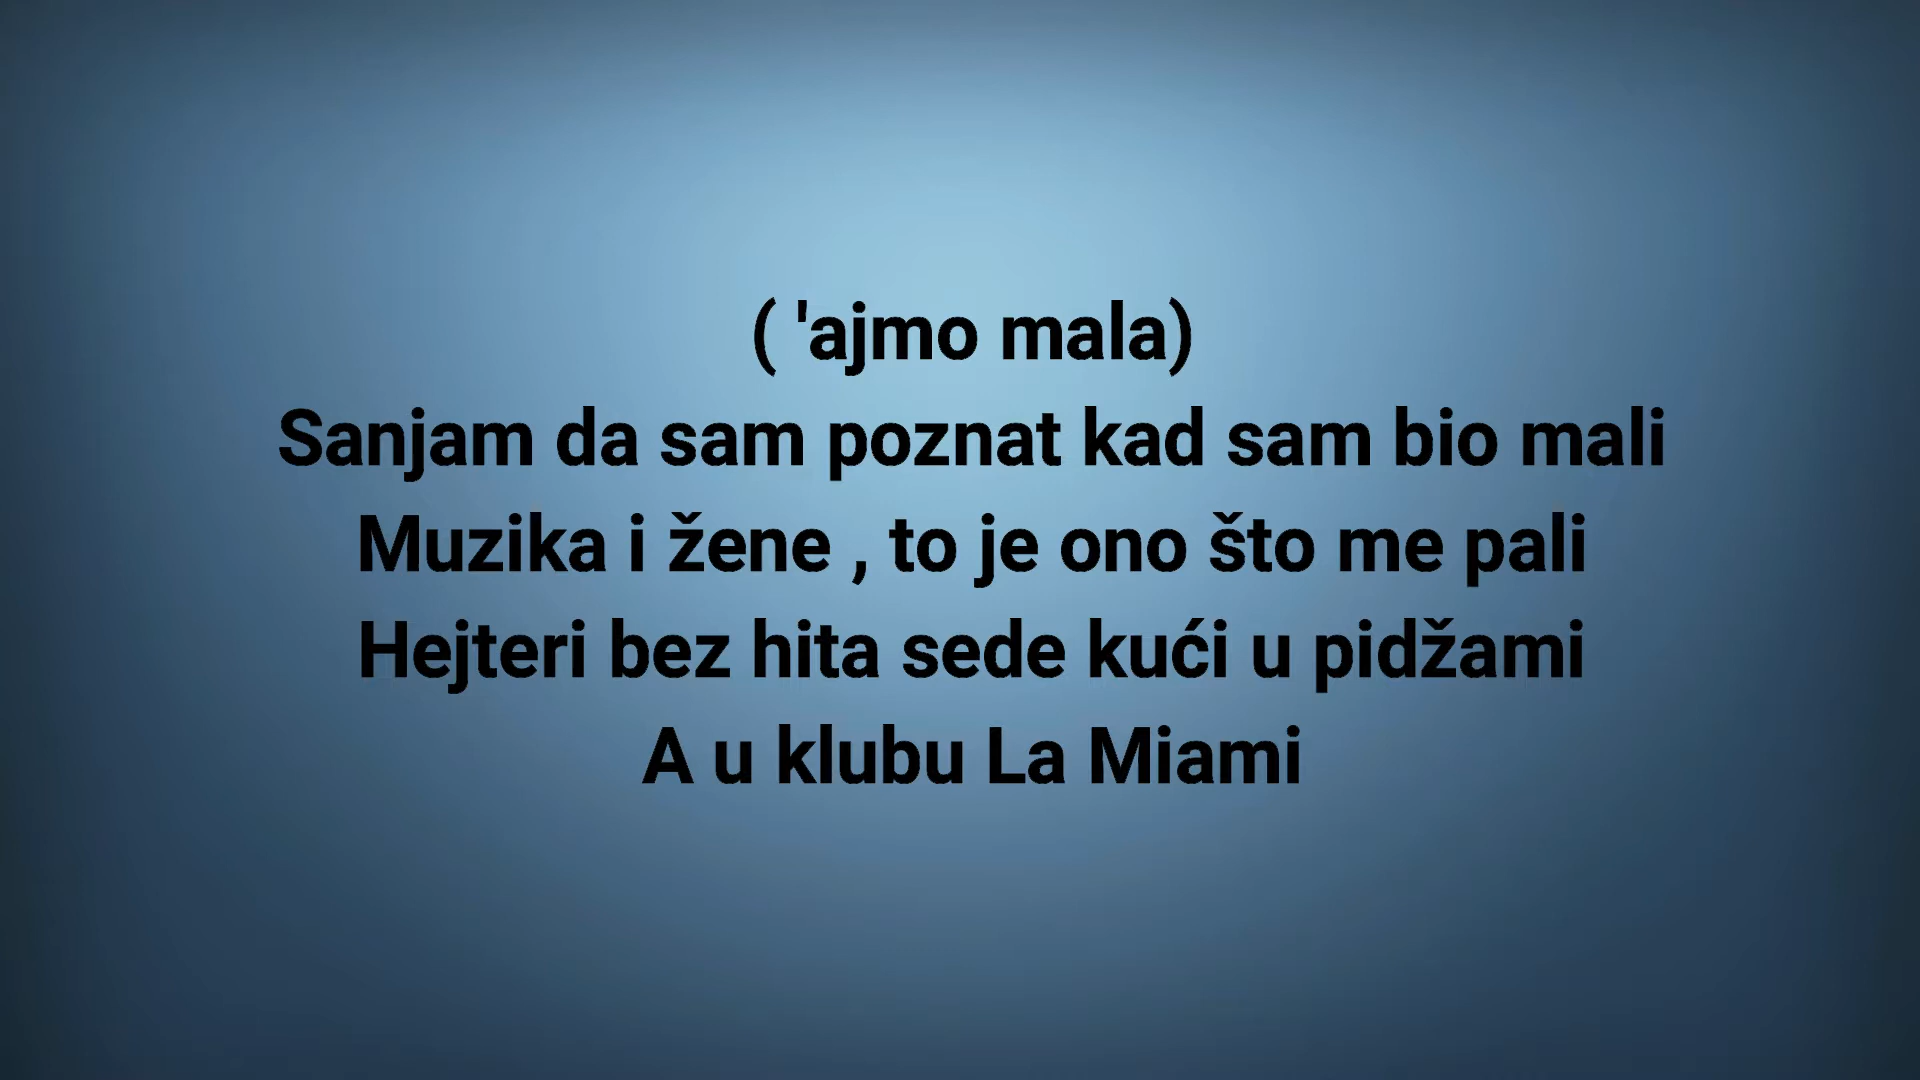 ( 'ajmo mala)
Sanjam da sam poznat kad sam bio mali
Muzika i žene , to je ono što me pali
Hejteri bez hita sede kući u pidžami
A u klubu La Miami